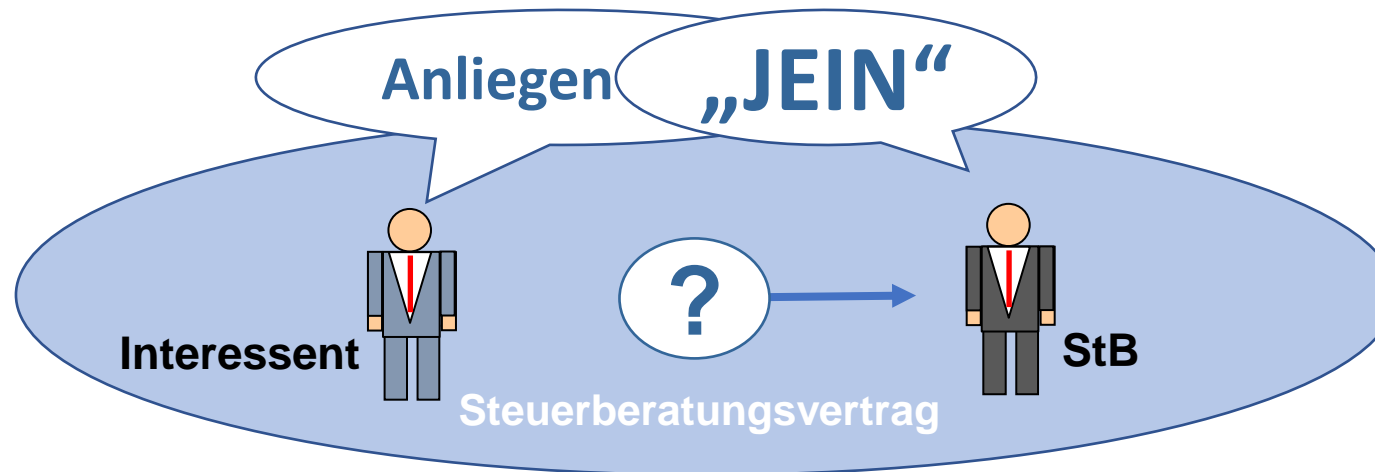 Anliegen
„JEIN“
?
Interessent
StB
Steuerberatungsvertrag